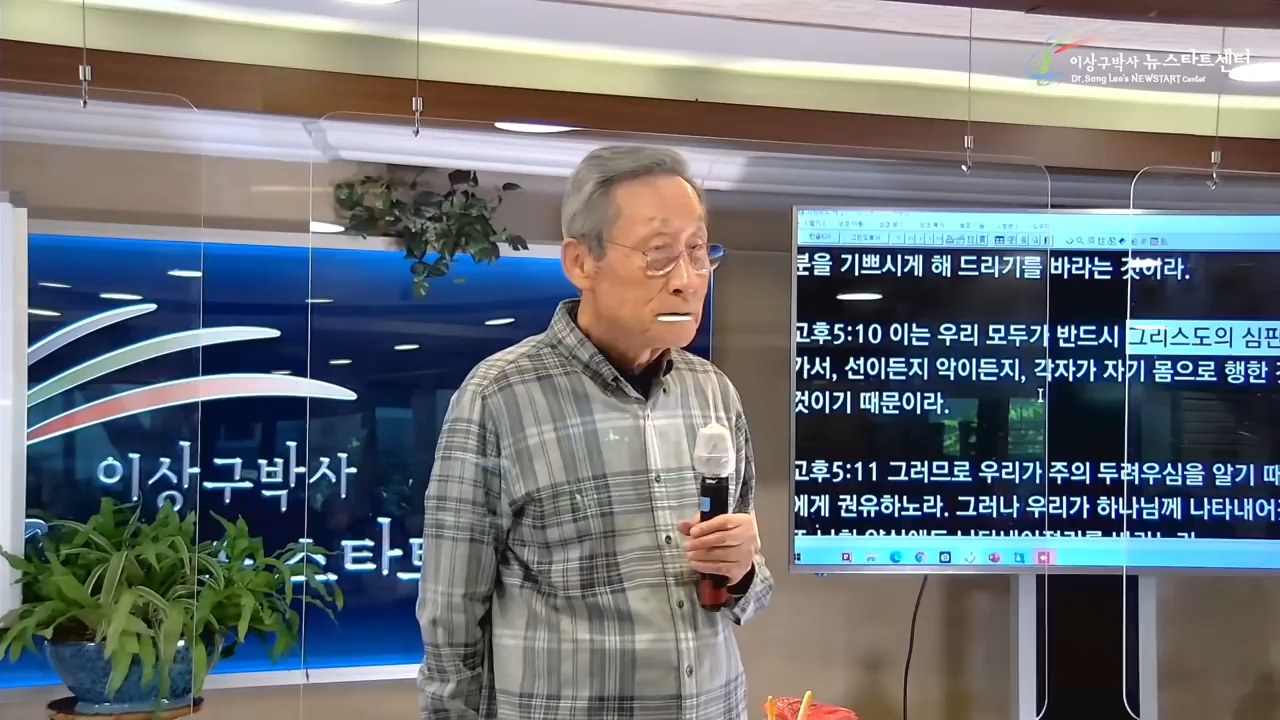 이상구박사 뉴스타트센터
Dr. Sang Lee's NEWSTART Center
이상구박사
스타트
분을 기쁘시게 해 드리기를 바라는 것이라.
고후5:10 이는 우리 모두가 반드시 그리스도의 심판
가서, 선이든지 악이든지, 각자가 자기 몸으로 행한
것이기 때문이라.
고후5:11 그러므로 우리가 주의 두려우심을 알기 때
에게 권유하노라. 그러나 우리가 하나님께 나타내어